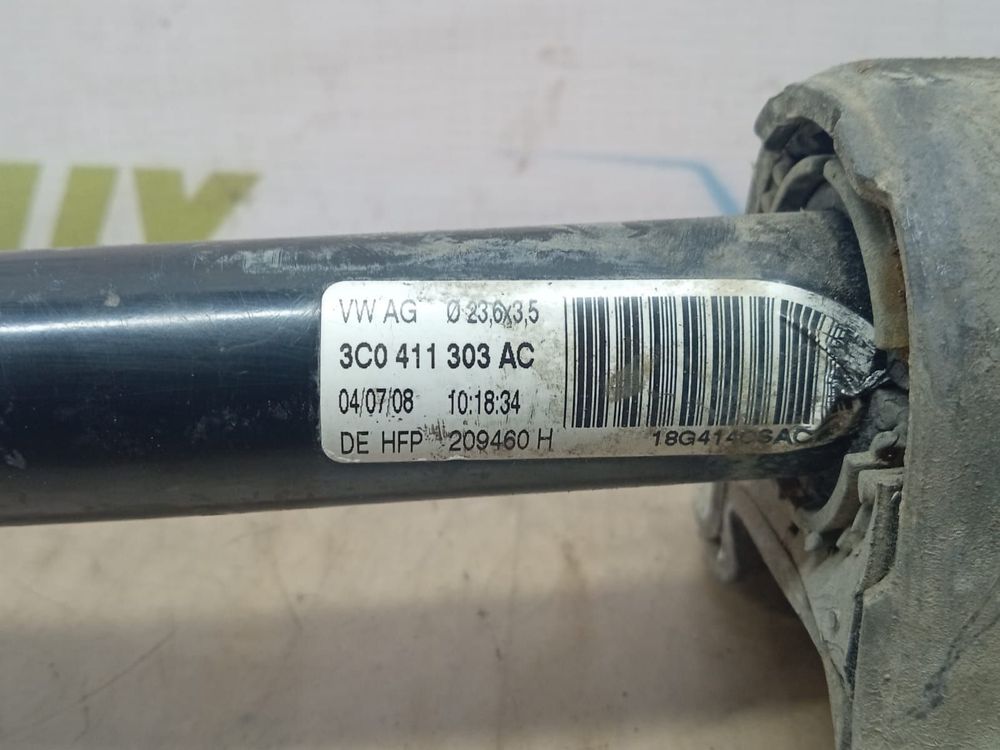 VW AG Ø 23,6x3,5
3C0 411 303 AC
04/07/08 10:18:34
DE HFP 209460 H